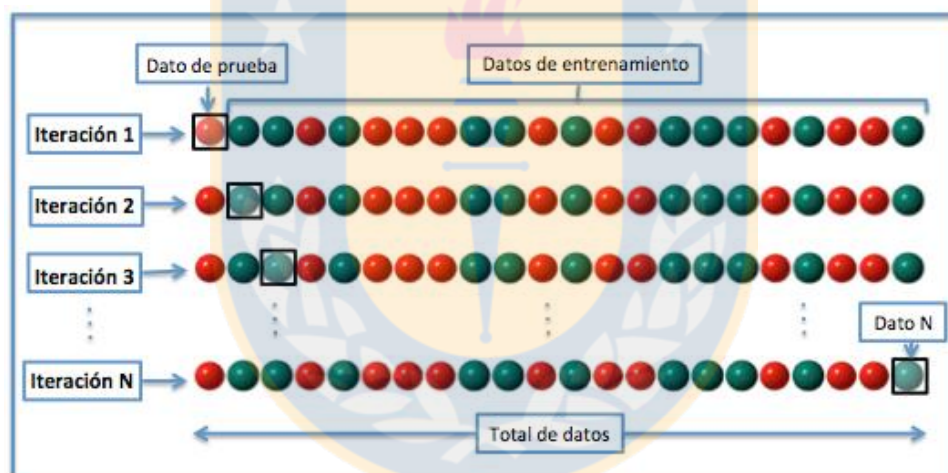 Dato de prueba
Datos de entrenamiento
Iteración 1
Iteración 2
Iteración 3
Dato N
Iteración N
Total de datos